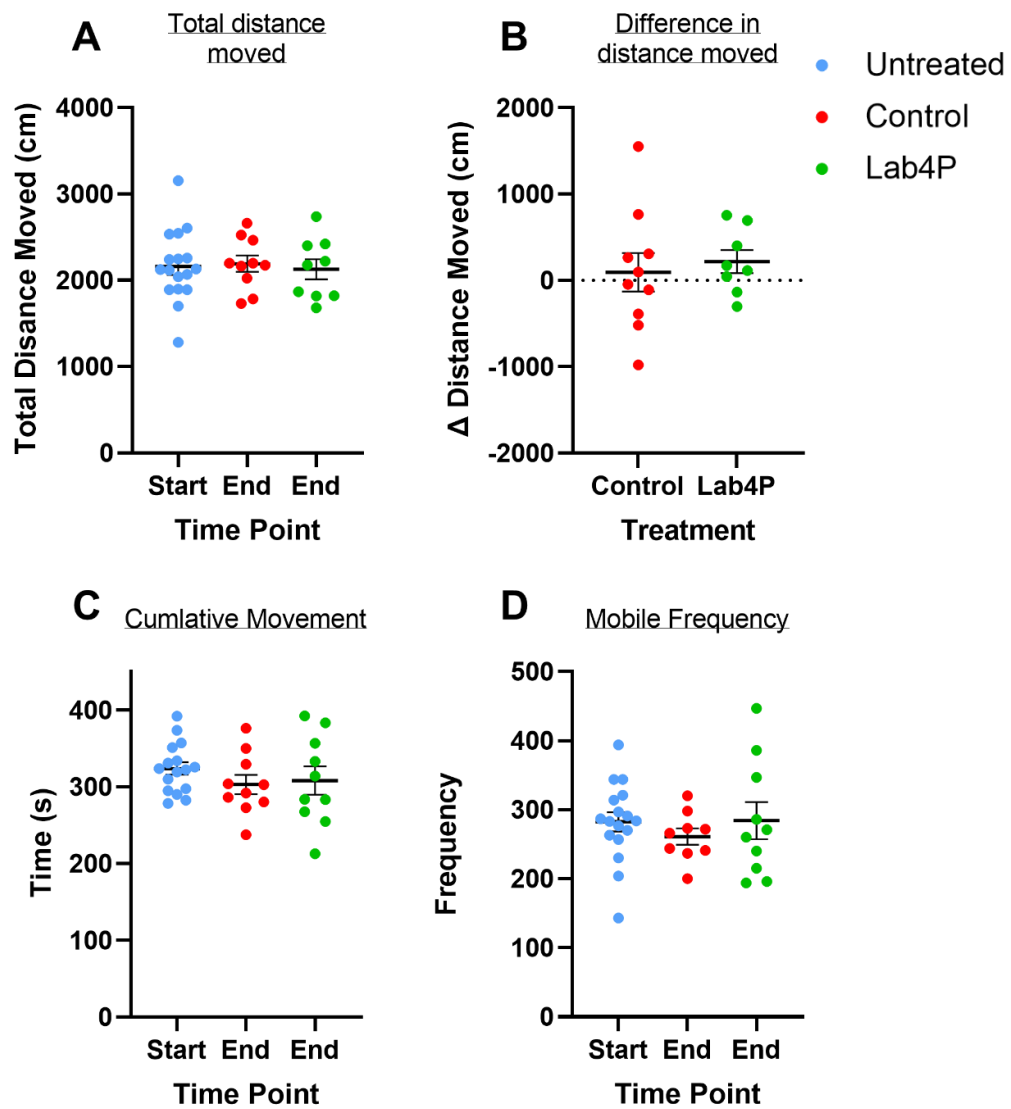 A
Total distance
moved
Total Disance Moved (cm)
4000
3000
2000
1000
0
Start End End
Time Point
B
Difference in
distance moved
Δ Distance Moved (cm)
2000
1000
0
-1000
-2000
Control Lab4P
Treatment
Untreated
Control
Lab4P
C
Cumlative Movement
Time (s)
400
300
200
100
0
Start End End
Time Point
D
Mobile Frequency
Frequency
500
400
300
200
100
0
Start End End
Time Point